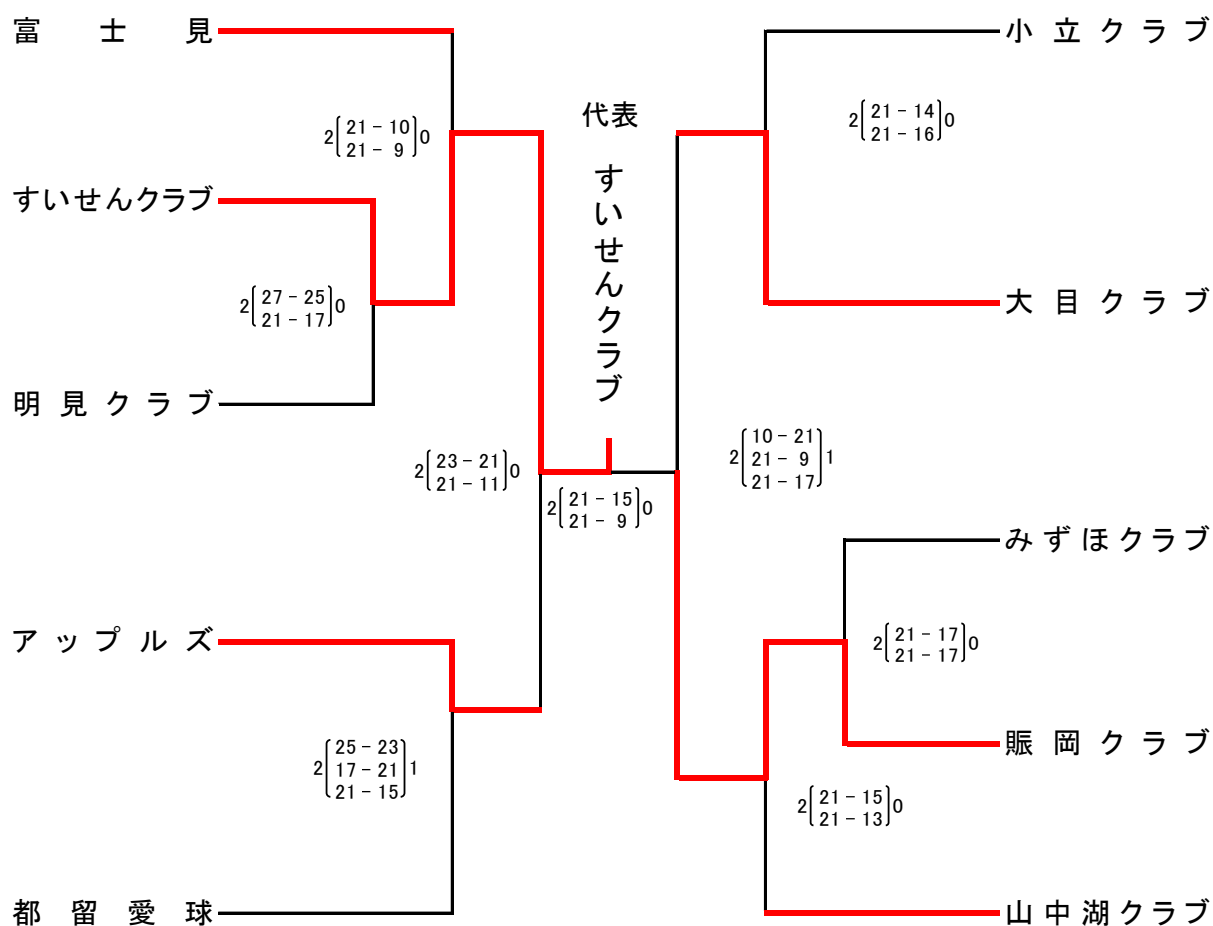 富士見
2 21－10 0
21－ 9
すいせんクラブ
2 27－25 0
21－17
明見クラブ
2 23－21 0
21－11
アップルズ
2 25－23 1
17－21
21－15
都留愛球
代表
すいせんクラブ
2 21－15 0
21－ 9
小立クラブ
2 21－14 0
21－16
大目クラブ
2 10－21 1
21－ 9
21－17
みずほクラブ
2 21－17 0
21－17
賑岡クラブ
2 21－15 0
21－13
山中湖クラブ